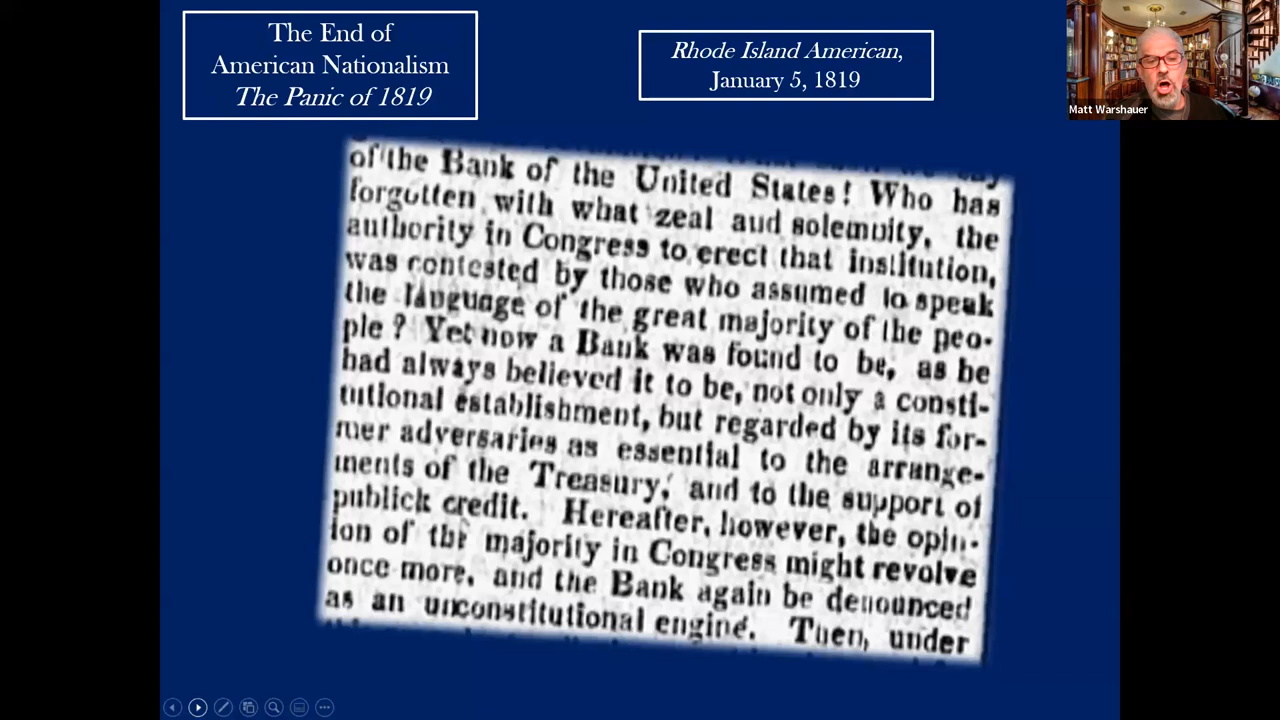 The End of
American Nationalism
The Panic of 1819
Rhode Island American,
January 5, 1819
Matt Warshauer
of the Bank of the United States! Who has
forgotten with what zeal and solemnity, the
authority in Congress to erect that institution,
was contested by those who assumed to speak
the language of the great majority of the peo-
ple ? Yet now a Bank was found to be, as he
had always believed it to be, not only a consti-
tutional establishment, but regarded by its for-
mer adversaries as essential to the arrange-
ments of the Treasury, and to the support of
publick credit. Hereafter, however, the opin-
ion of the majority in Congress might revolve
once more, and the Bank again be denounced
as an unconstitutional engine. Then, under